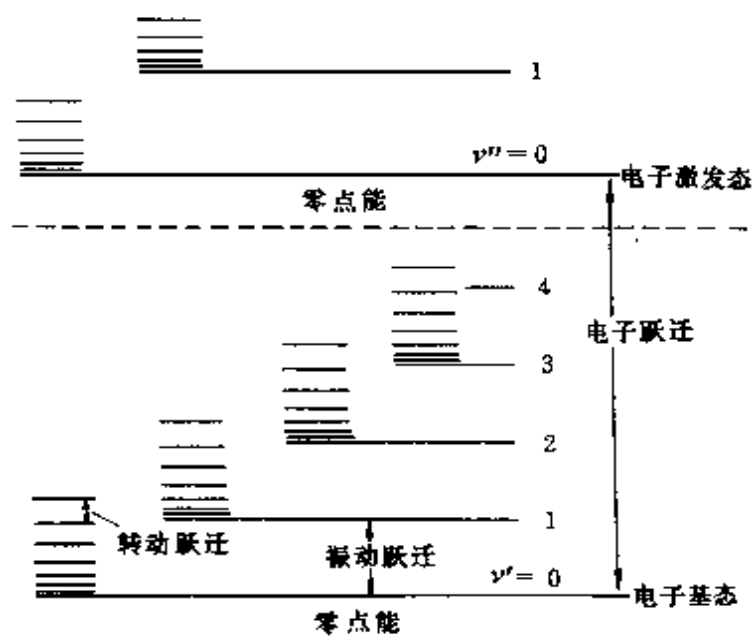 1
ν″ = 0
电子激发态
零点能
4
电子跃迁
3
2
1
转动跃迁
振动跃迁
ν′ = 0
电子基态
零点能